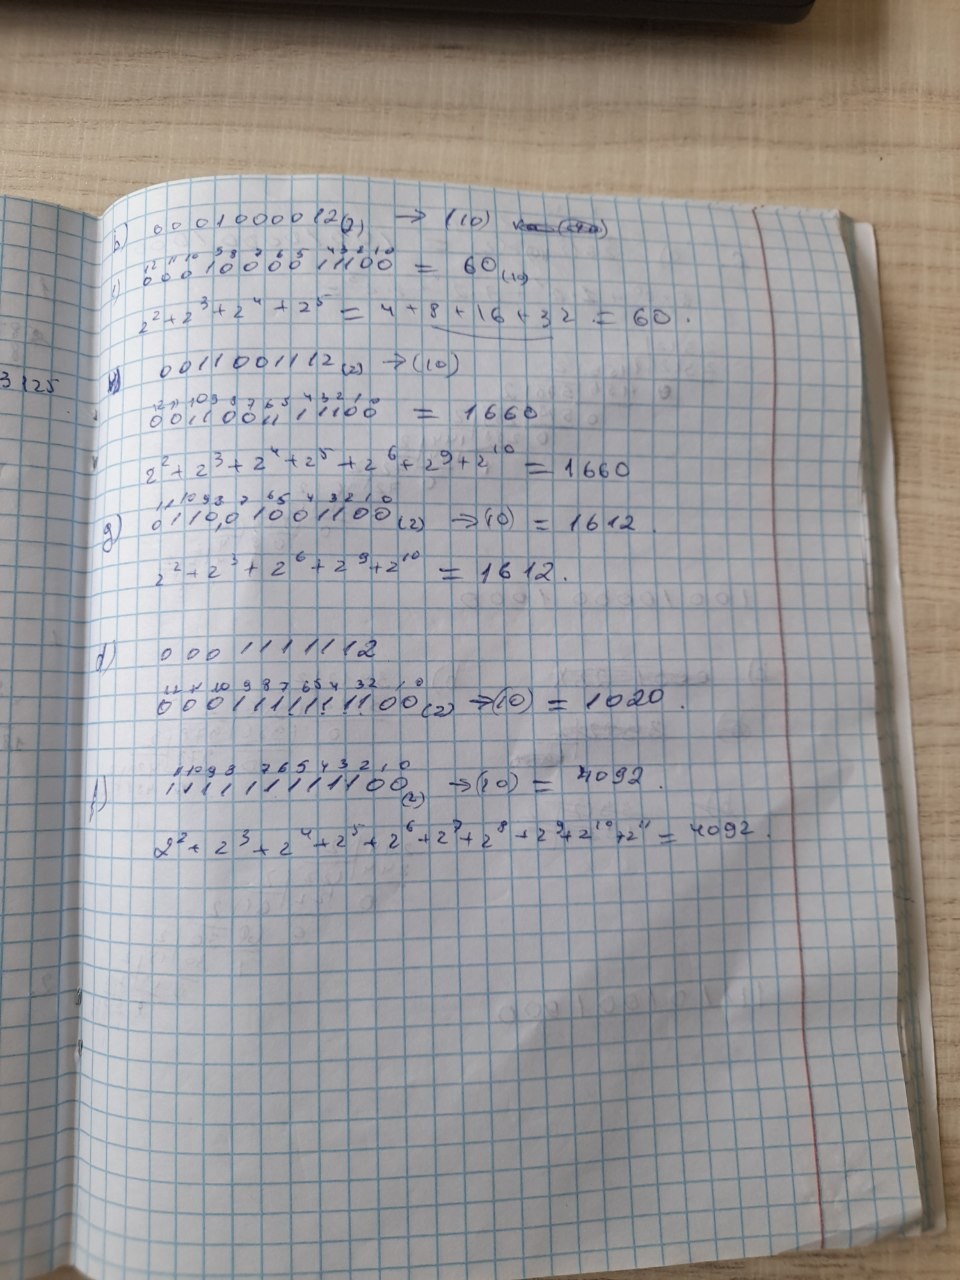 b) 00010000012(2) → (10)
12 11 10 9 8 7 6 5 4 3 2 1 0
c) 0001000011100 = 60(10)
2² + 2³ + 2⁴ + 2⁵ = 4 + 8 + 16 + 32 = 60.
3125
0011001112(2) → (10)
12 11 10 9 8 7 6 5 4 3 2 1 0
0011001111100 = 1660
2² + 2³ + 2⁴ + 2⁵ + 2⁶ + 2⁹ + 2¹⁰ = 1660
11 10 9 8 7 6 5 4 3 2 1 0
g) 011001001100(2) → (10) = 1612.
2² + 2³ + 2⁶ + 2⁹ + 2¹⁰ = 1612.
d) 00011111112
12 11 10 9 8 7 6 5 4 3 2 1 0
000111111100(2) → (10) = 1020.
11 10 9 8 7 6 5 4 3 2 1 0
f) 111111111100(2) → (10) = 4092.
2² + 2³ + 2⁴ + 2⁵ + 2⁶ + 2⁷ + 2⁸ + 2⁹ + 2¹⁰ + 2¹¹ = 4092.